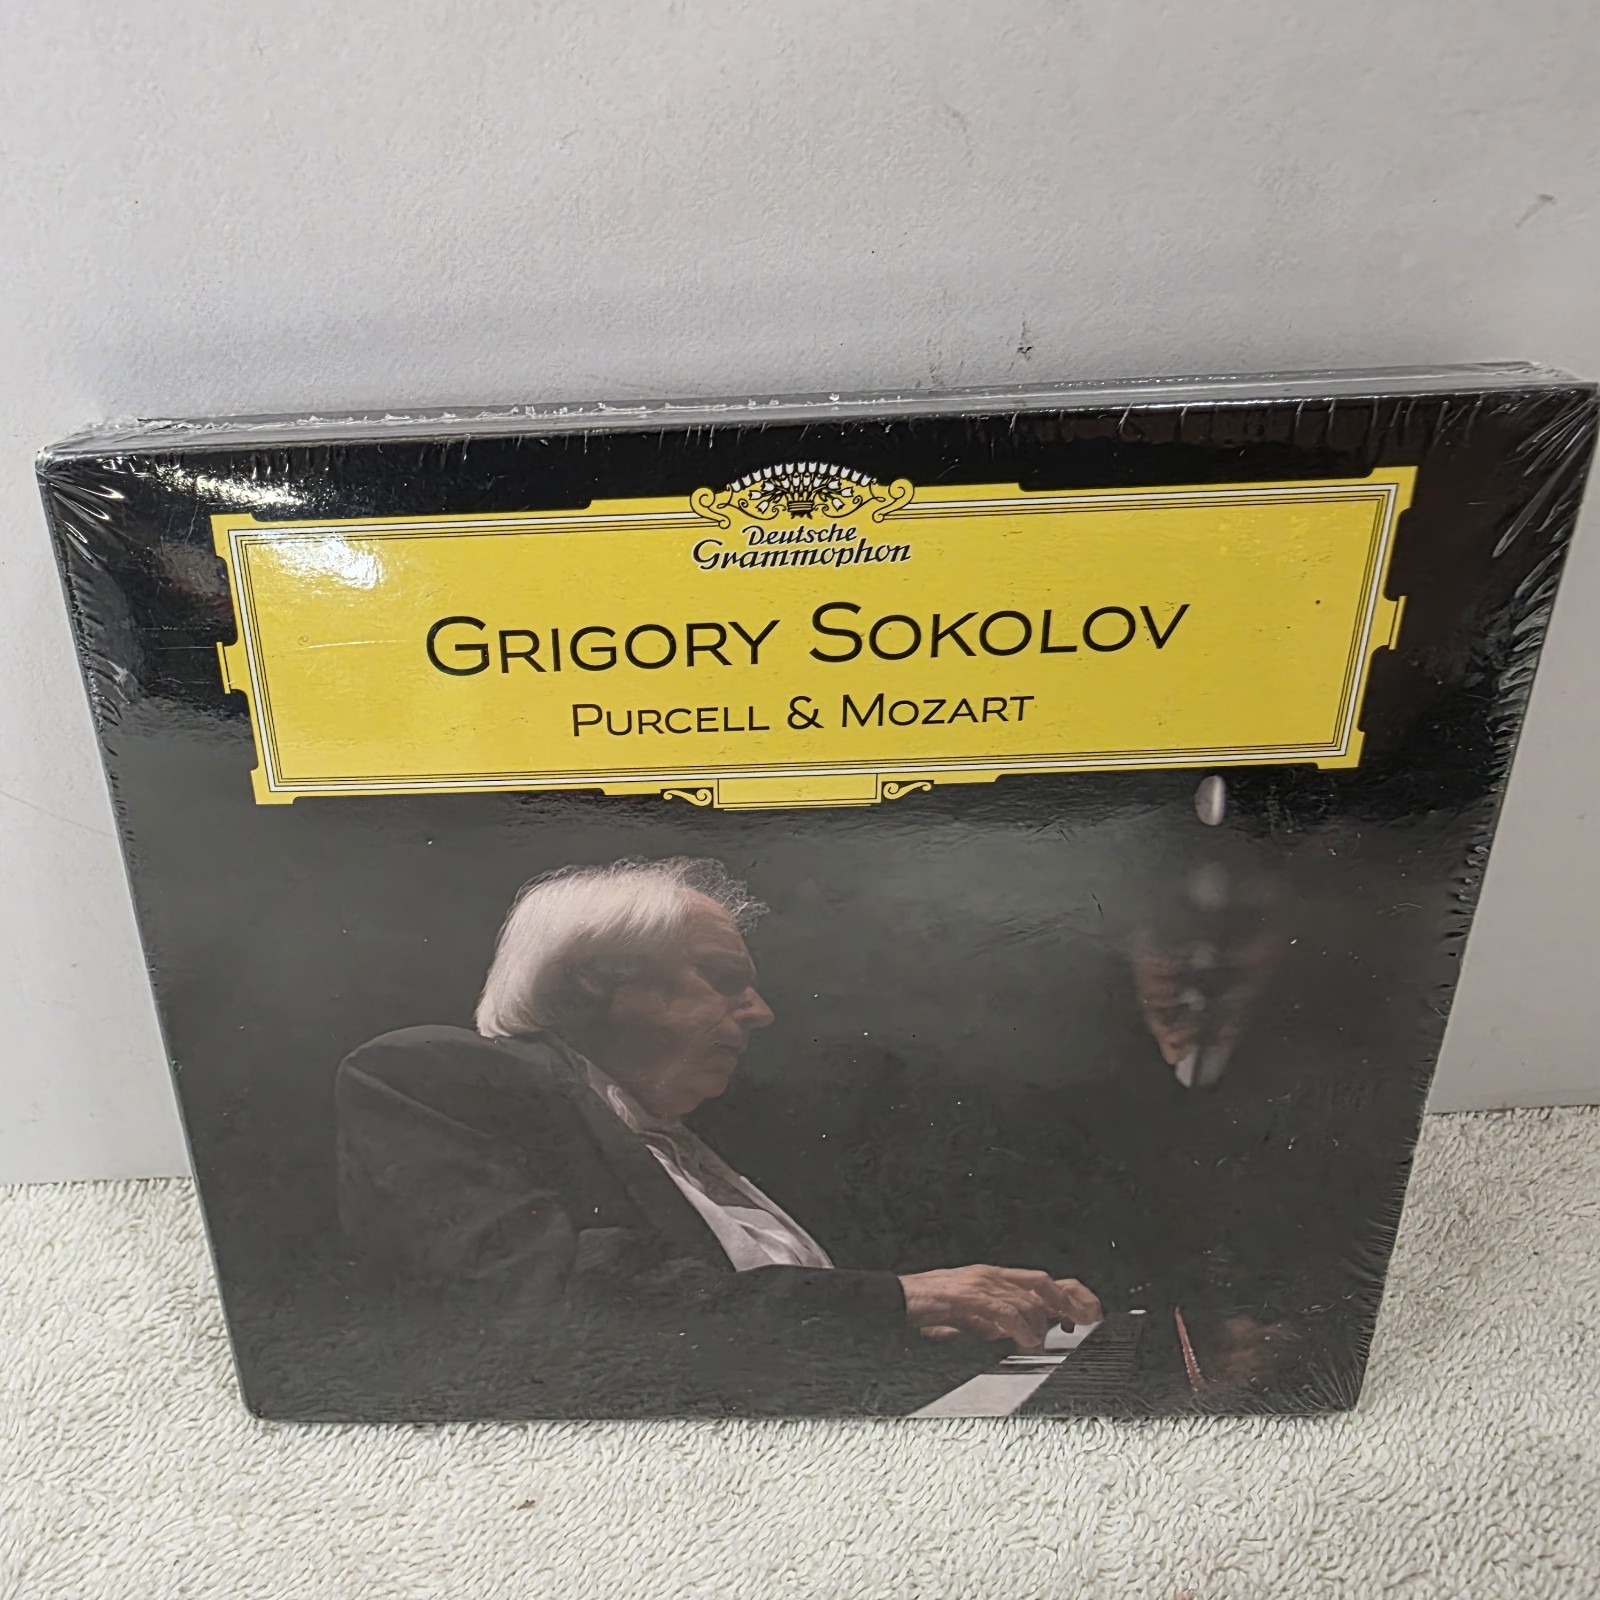 Deutsche
Grammophon
GRIGORY SOKOLOV
PURCELL & MOZART